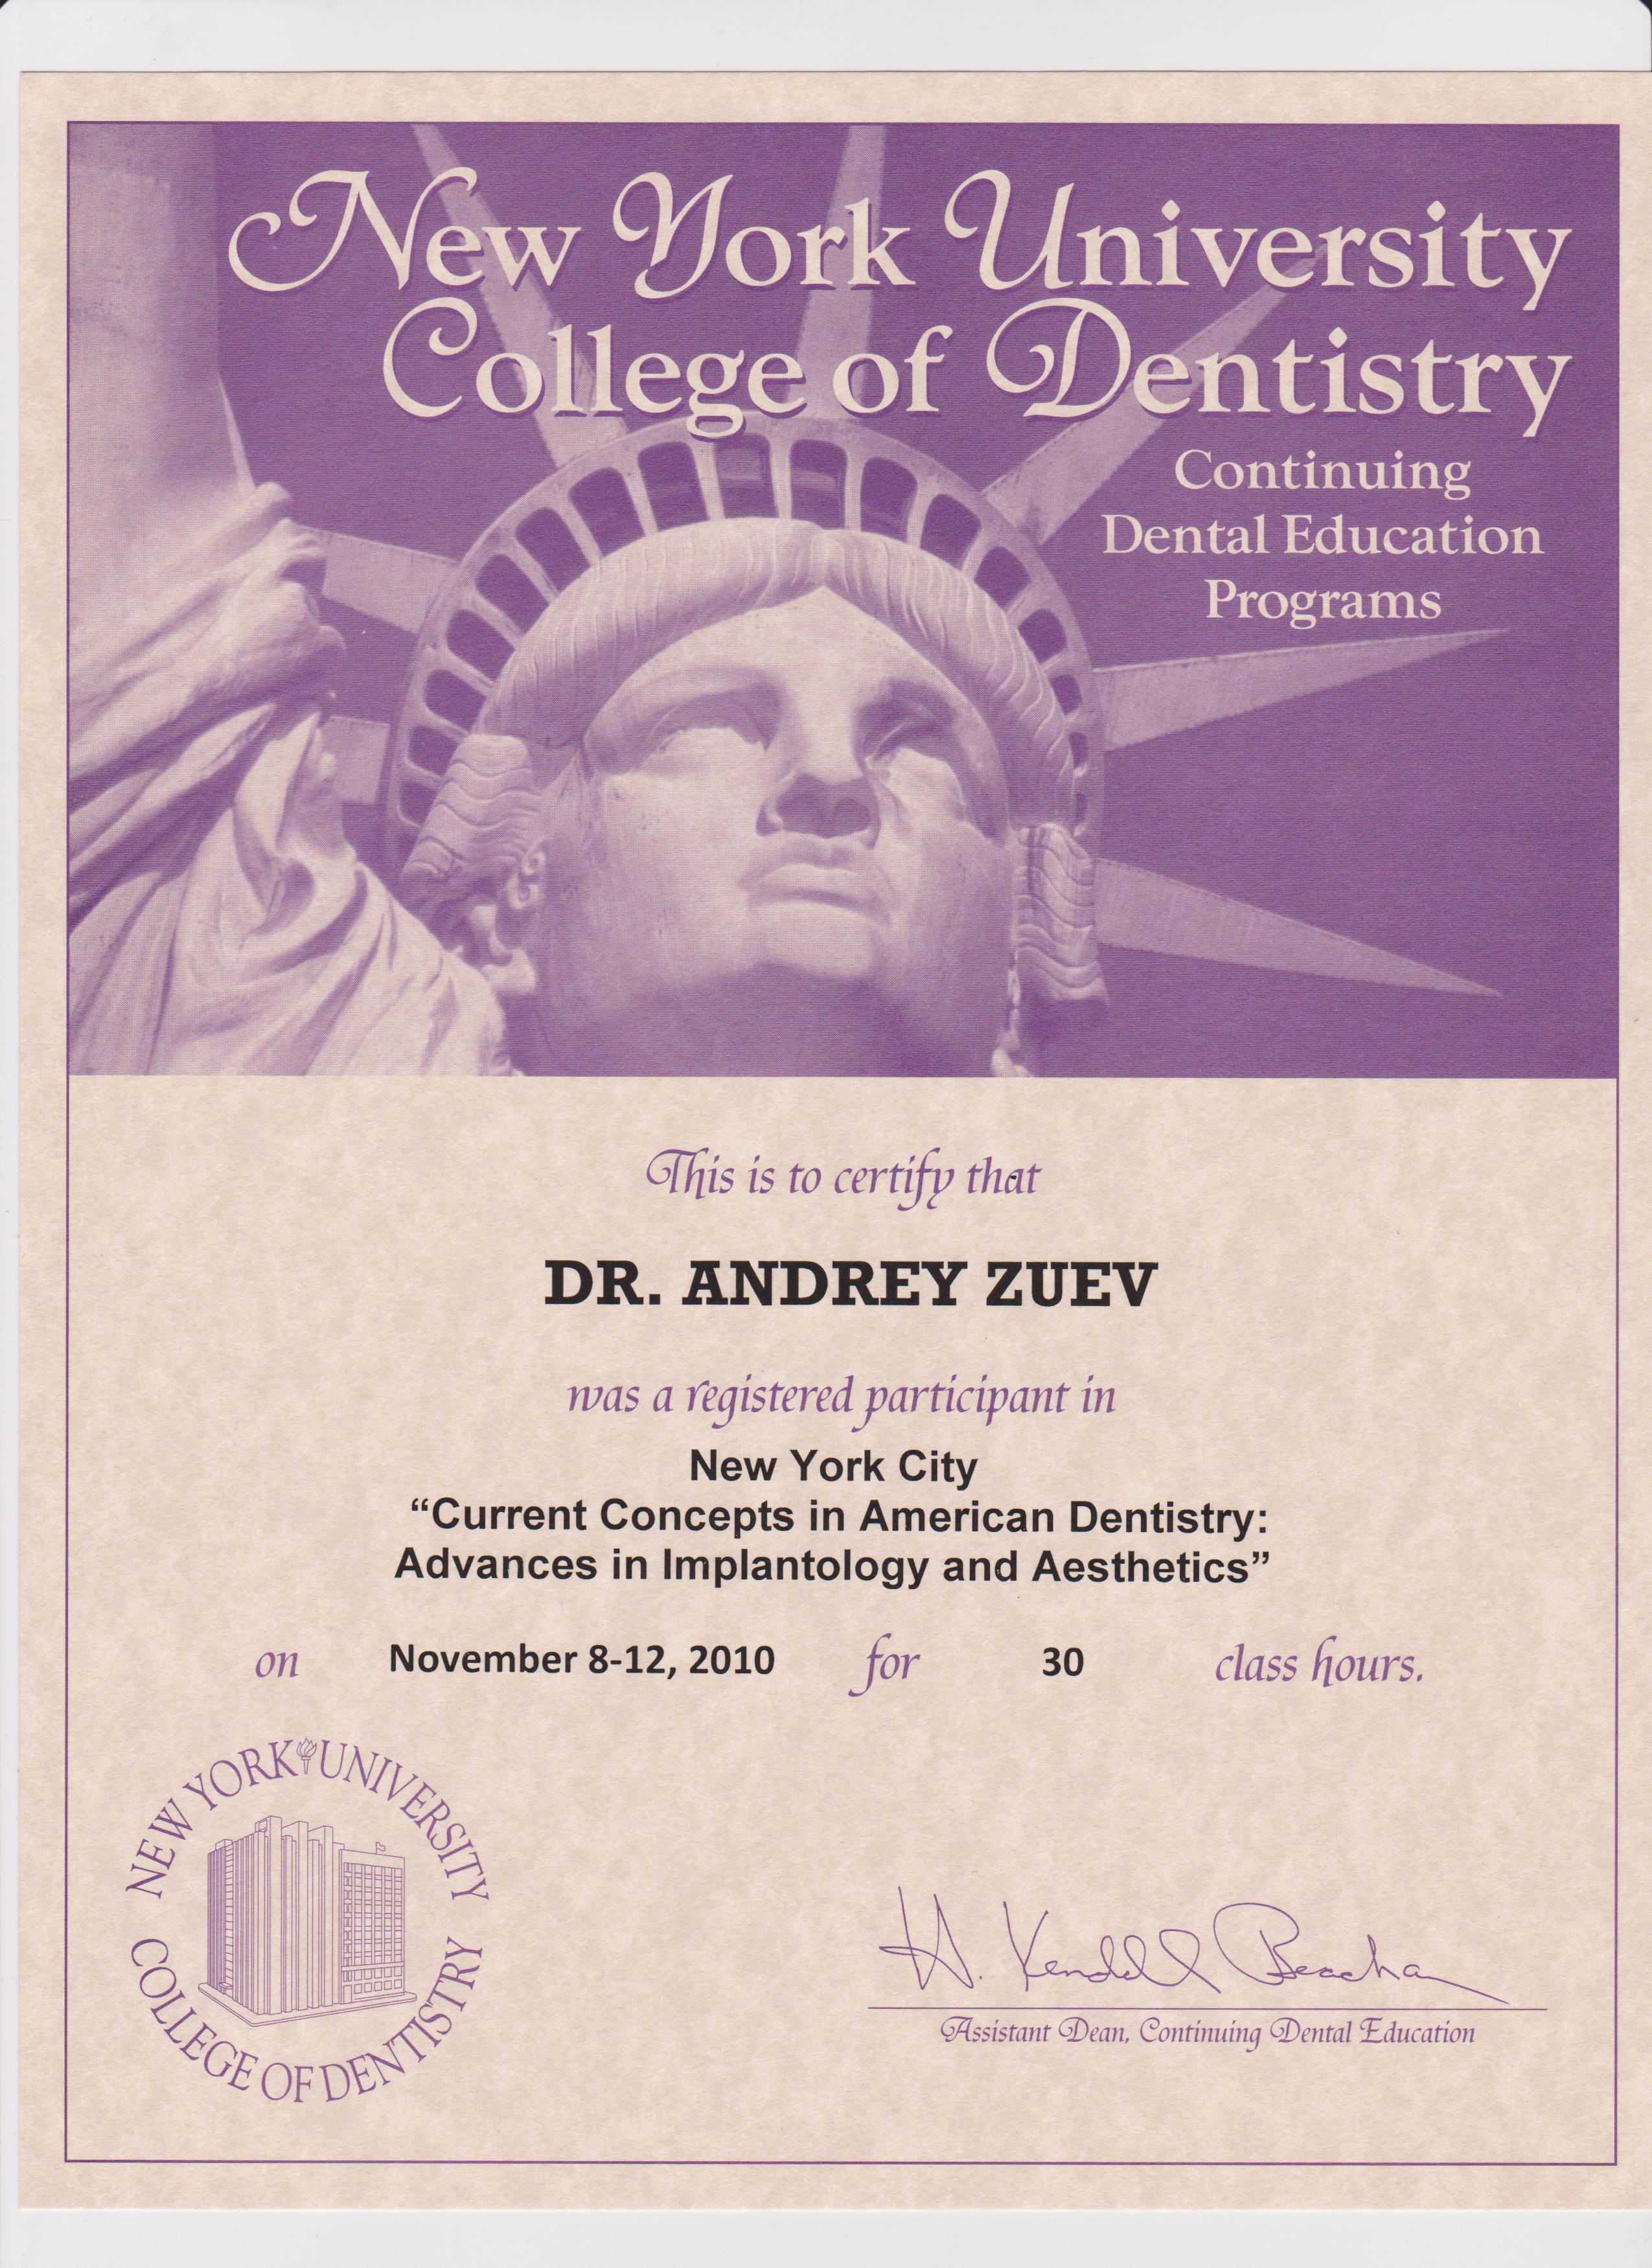 New York University
College of Dentistry
Continuing
Dental Education
Programs
This is to certify that
DR. ANDREY ZUEV
was a registered participant in
New York City
“Current Concepts in American Dentistry:
Advances in Implantology and Aesthetics”
on November 8-12, 2010 for 30 class hours.
NEW YORK UNIVERSITY
COLLEGE OF DENTISTRY
H. Kendall Beacham
Assistant Dean, Continuing Dental Education